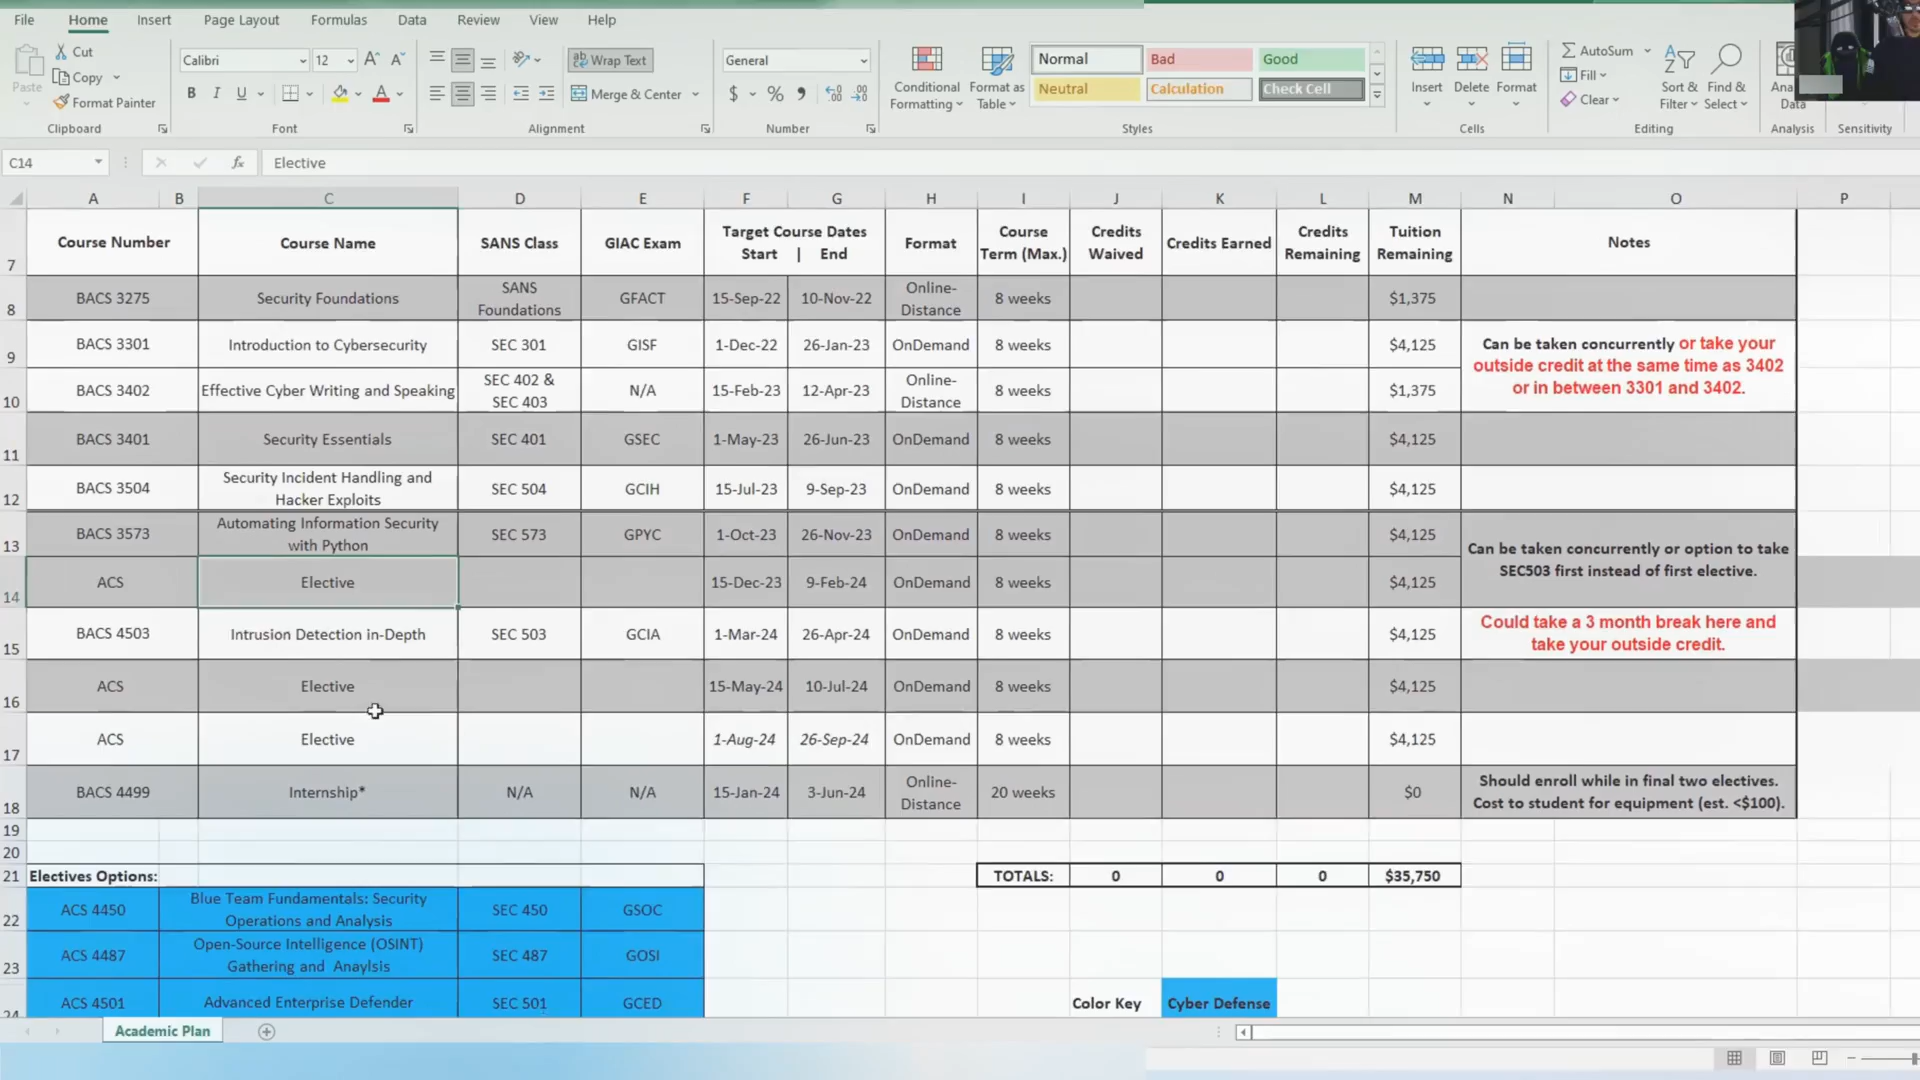 File Home Insert Page Layout Formulas Data Review View Help
Cut
Copy
Format Painter
Paste
Calibri 12
B I U
Wrap Text
Merge & Center
General
$ %
Conditional Formatting
Format as Table
Normal Bad Good
Neutral Calculation Check Cell
Insert Delete Format
AutoSum
Fill
Clear
Sort & Filter
Find & Select
Data
Clipboard Font Alignment Number Styles Cells Editing Analysis Sensitivity
C14 fx Elective
A B C D E F G H I J K L M N O P
7 Course Number Course Name SANS Class GIAC Exam Target Course Dates Start | End Format Course Term (Max.) Credits Waived Credits Earned Credits Remaining Tuition Remaining Notes
8 BACS 3275 Security Foundations SANS Foundations GFACT 15-Sep-22 10-Nov-22 Online-Distance 8 weeks $1,375
9 BACS 3301 Introduction to Cybersecurity SEC 301 GISF 1-Dec-22 26-Jan-23 OnDemand 8 weeks $4,125
Can be taken concurrently or take your
outside credit at the same time as 3402
or in between 3301 and 3402.
10 BACS 3402 Effective Cyber Writing and Speaking SEC 402 & SEC 403 N/A 15-Feb-23 12-Apr-23 Online-Distance 8 weeks $1,375
11 BACS 3401 Security Essentials SEC 401 GSEC 1-May-23 26-Jun-23 OnDemand 8 weeks $4,125
12 BACS 3504 Security Incident Handling and Hacker Exploits SEC 504 GCIH 15-Jul-23 9-Sep-23 OnDemand 8 weeks $4,125
13 BACS 3573 Automating Information Security with Python SEC 573 GPYC 1-Oct-23 26-Nov-23 OnDemand 8 weeks $4,125
Can be taken concurrently or option to take
SEC503 first instead of first elective.
14 ACS Elective 15-Dec-23 9-Feb-24 OnDemand 8 weeks $4,125
15 BACS 4503 Intrusion Detection in-Depth SEC 503 GCIA 1-Mar-24 26-Apr-24 OnDemand 8 weeks $4,125
Could take a 3 month break here and
take your outside credit.
16 ACS Elective 15-May-24 10-Jul-24 OnDemand 8 weeks $4,125
17 ACS Elective 1-Aug-24 26-Sep-24 OnDemand 8 weeks $4,125
18 BACS 4499 Internship* N/A N/A 15-Jan-24 3-Jun-24 Online-Distance 20 weeks $0
Should enroll while in final two electives.
Cost to student for equipment (est. <$100).
19
20
21 Electives Options: TOTALS: 0 0 0 $35,750
22 ACS 4450 Blue Team Fundamentals: Security Operations and Analysis SEC 450 GSOC
23 ACS 4487 Open-Source Intelligence (OSINT) Gathering and Anaylsis SEC 487 GOSI
24 ACS 4501 Advanced Enterprise Defender SEC 501 GCED Color Key Cyber Defense
Academic Plan